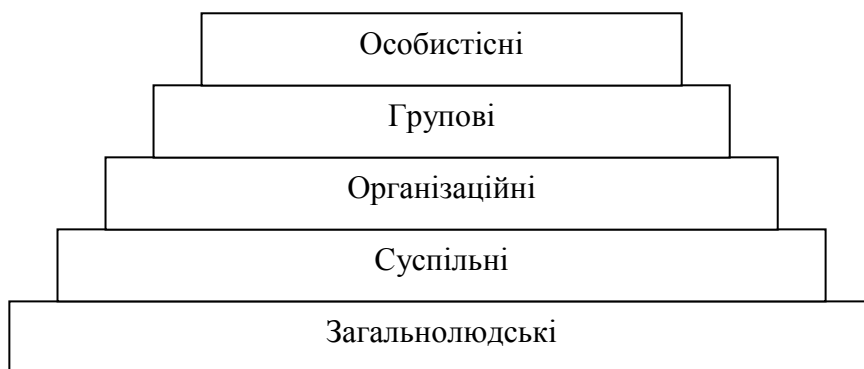 Особистісні
Групові
Організаційні
Суспільні
Загальнолюдські